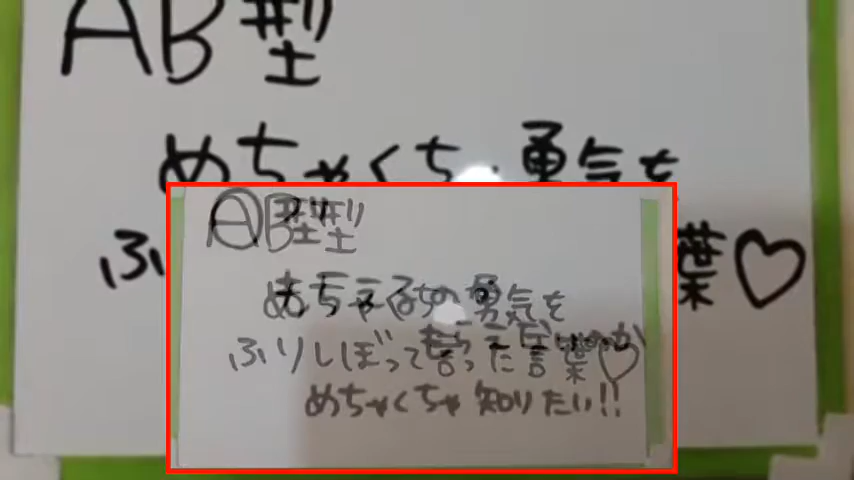 AB型
めちゃくち 勇気を
ふ 葉♡
AB型
めちゃくちゃ勇気を
ふりしぼって言った言葉♡
めちゃくちゃ知りたい!!